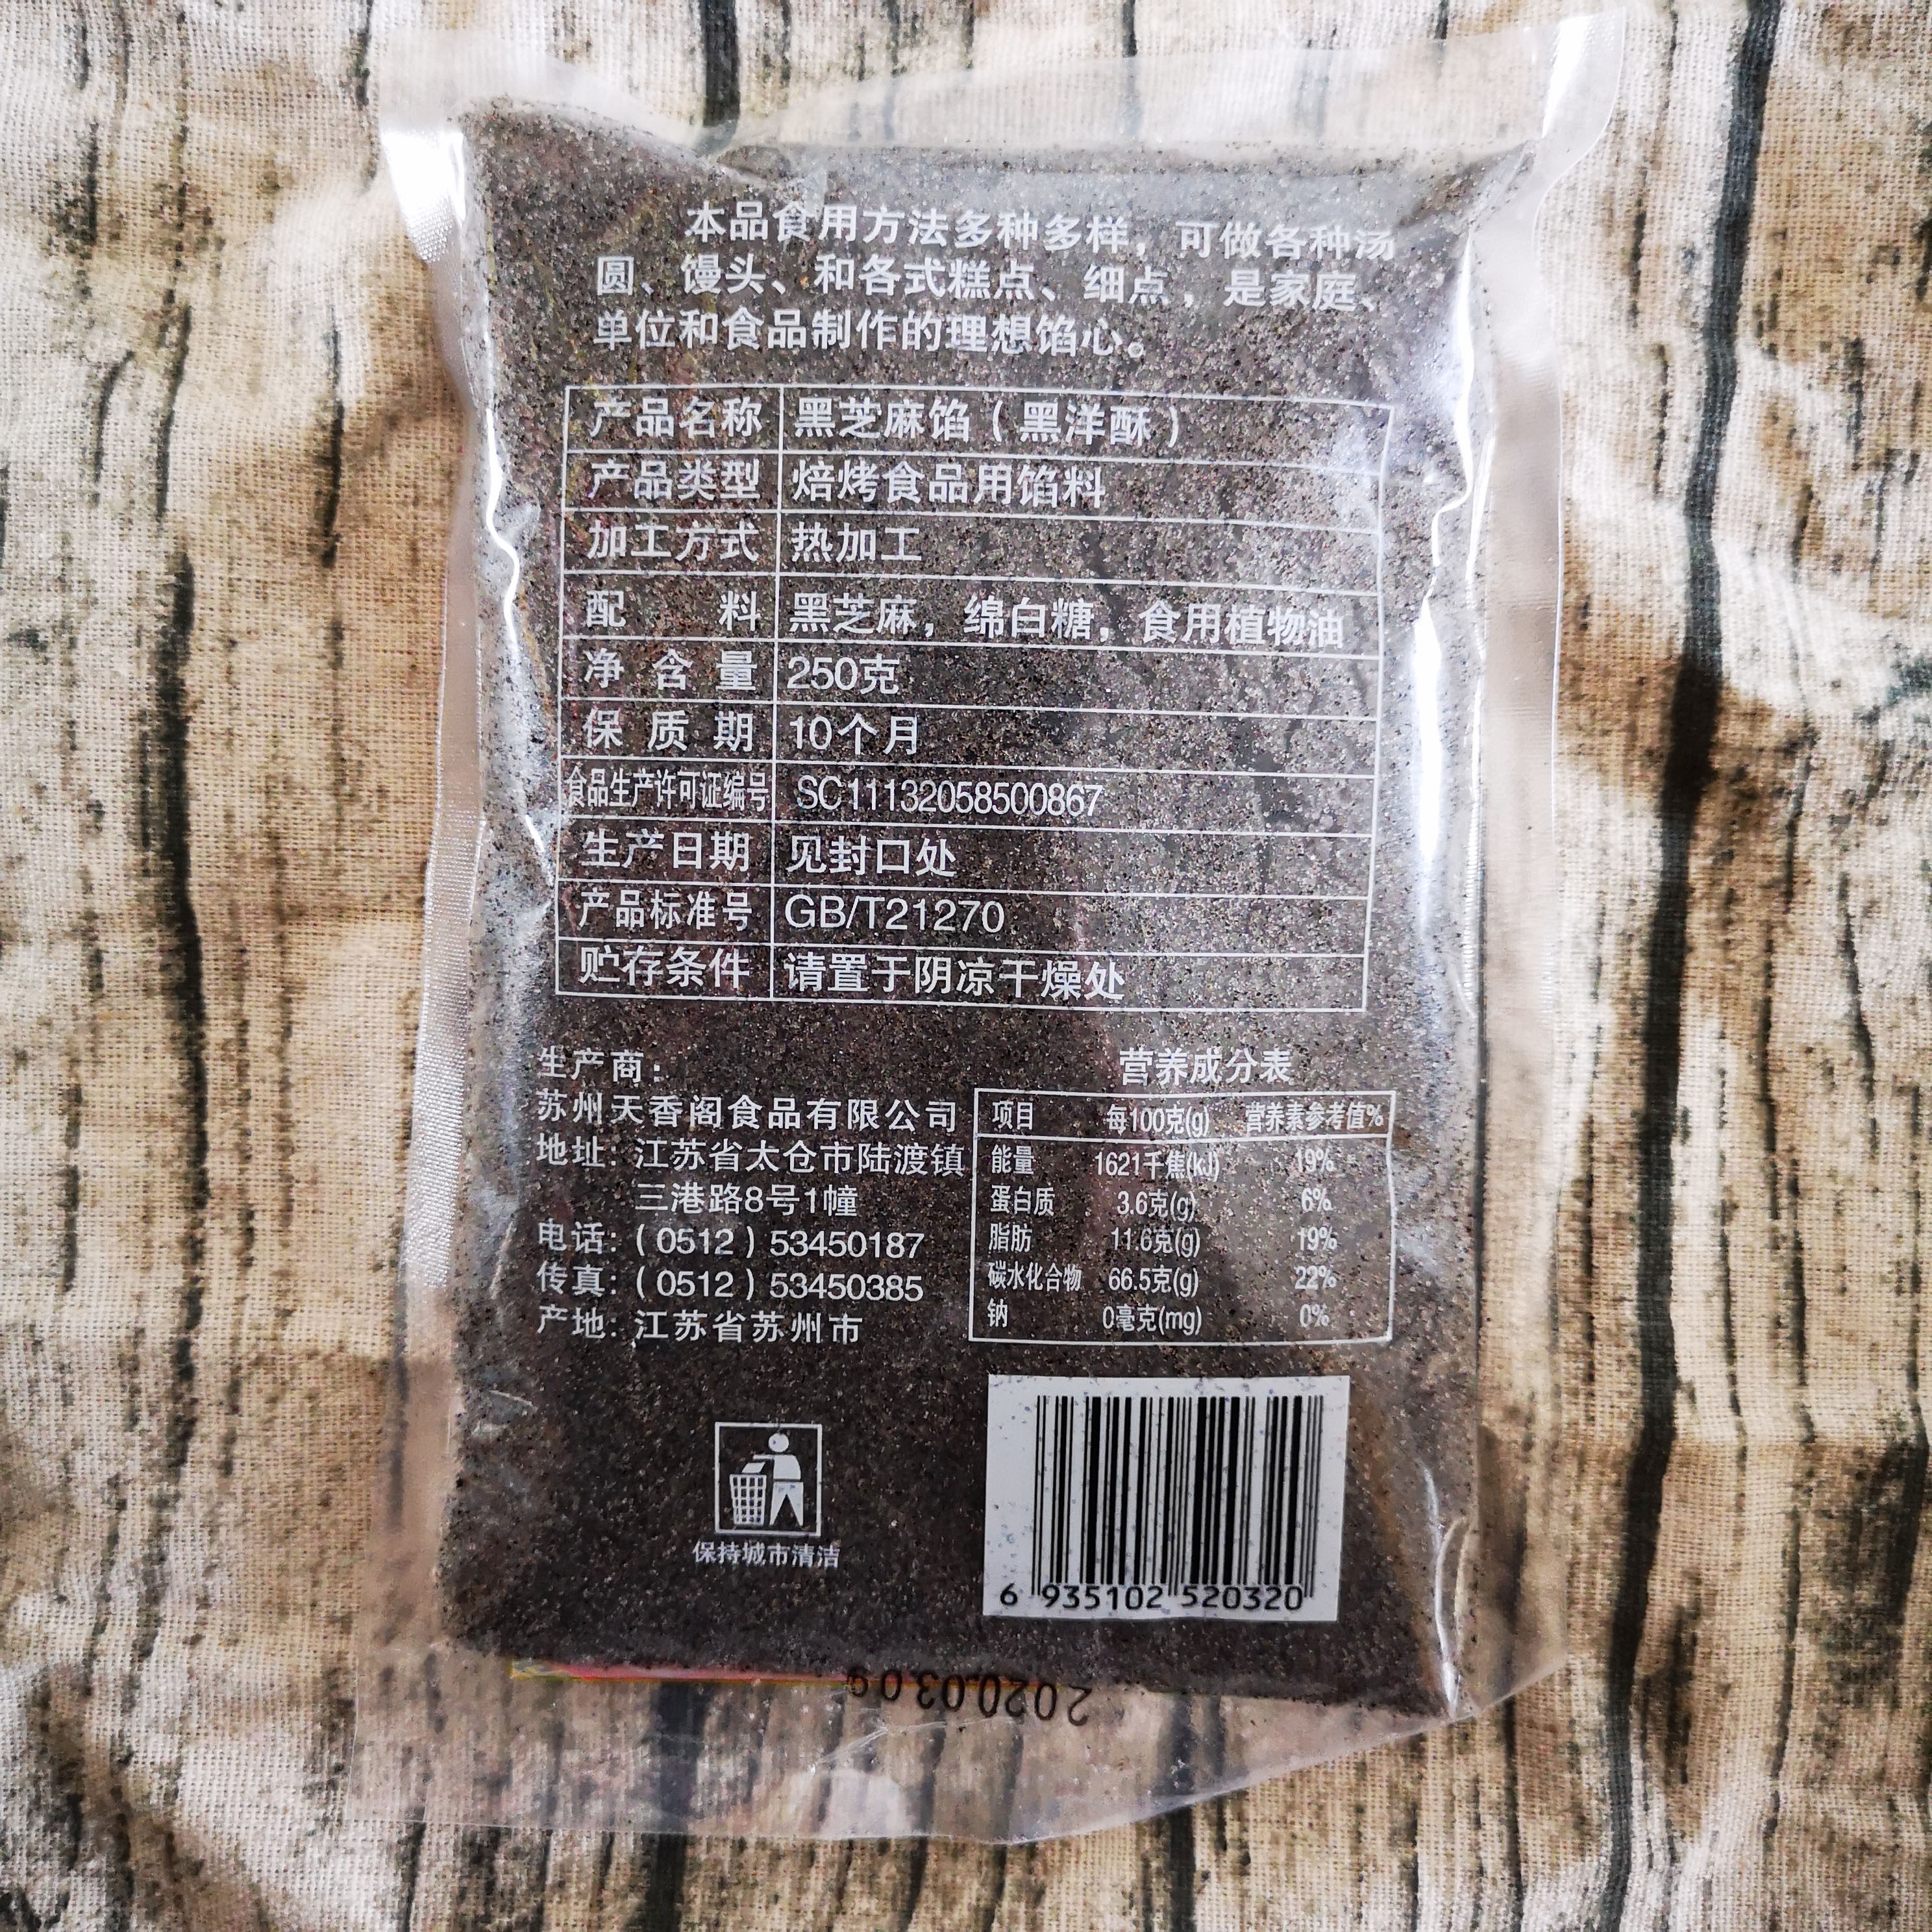 本品食用方法多种多样，可做各种汤
圆、馒头、和各式糕点、细点，是家庭、
单位和食品制作的理想馅心。
产品名称 黑芝麻馅（黑洋酥）
产品类型 焙烤食品用馅料
加工方式 热加工
配料 黑芝麻，绵白糖，食用植物油
净含量 250克
保质期 10个月
食品生产许可证编号 SC11132058500867
生产日期 见封口处
产品标准号 GB/T21270
贮存条件 请置于阴凉干燥处
生产商：
苏州天香阁食品有限公司
地址：江苏省太仓市陆渡镇
三港路8号1幢
电话：（0512）53450187
传真：（0512）53450385
产地：江苏省苏州市
营养成分表
项目 每100克(g) 营养素参考值%
能量 1621千焦(kJ) 19%
蛋白质 3.6克(g) 6%
脂肪 11.6克(g) 19%
碳水化合物 66.5克(g) 22%
钠 0毫克(mg) 0%
保持城市清洁
6 935102 520320
20200309